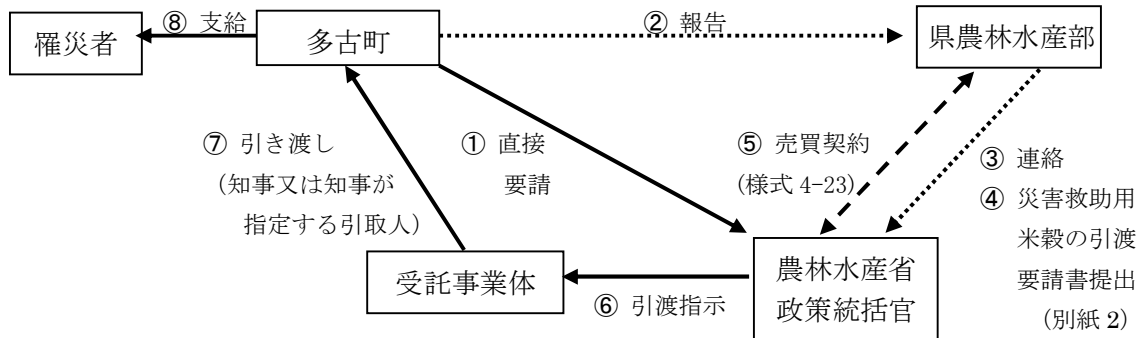 ⑧ 支給
罹災者
多古町
② 報告
県農林水産部
⑦ 引き渡し
(知事又は知事が
指定する引取人)
① 直接
要請
⑤ 売買契約
(様式 4-23)
③ 連絡
④ 災害救助用
米穀の引渡
要請書提出
(別紙 2)
受託事業体
⑥ 引渡指示
農林水産省
政策統括官